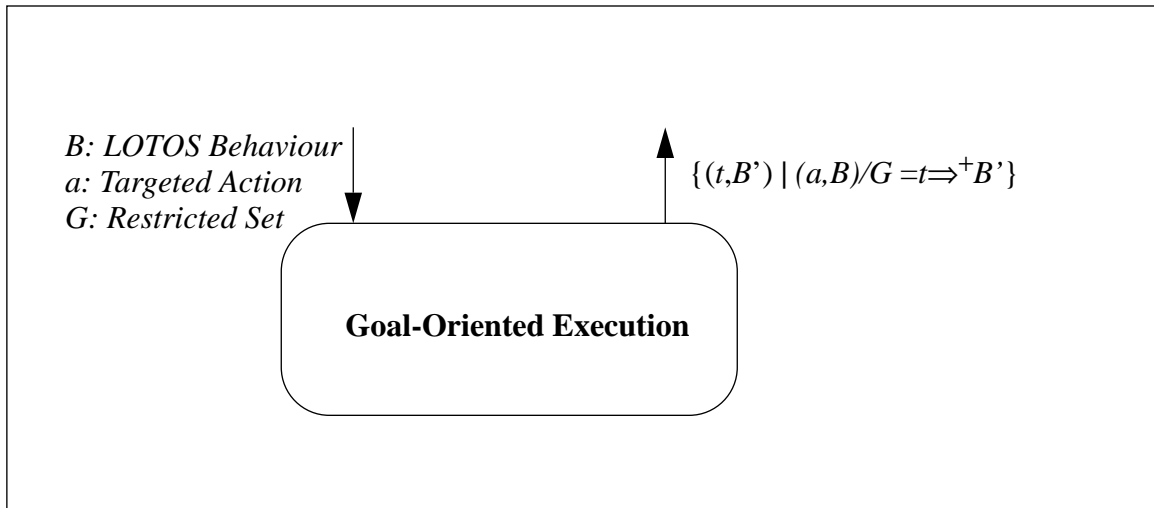 B: LOTOS Behaviour
a: Targeted Action
G: Restricted Set
{(t,B’) | (a,B)/G =t⇒⁺B’}
Goal-Oriented Execution